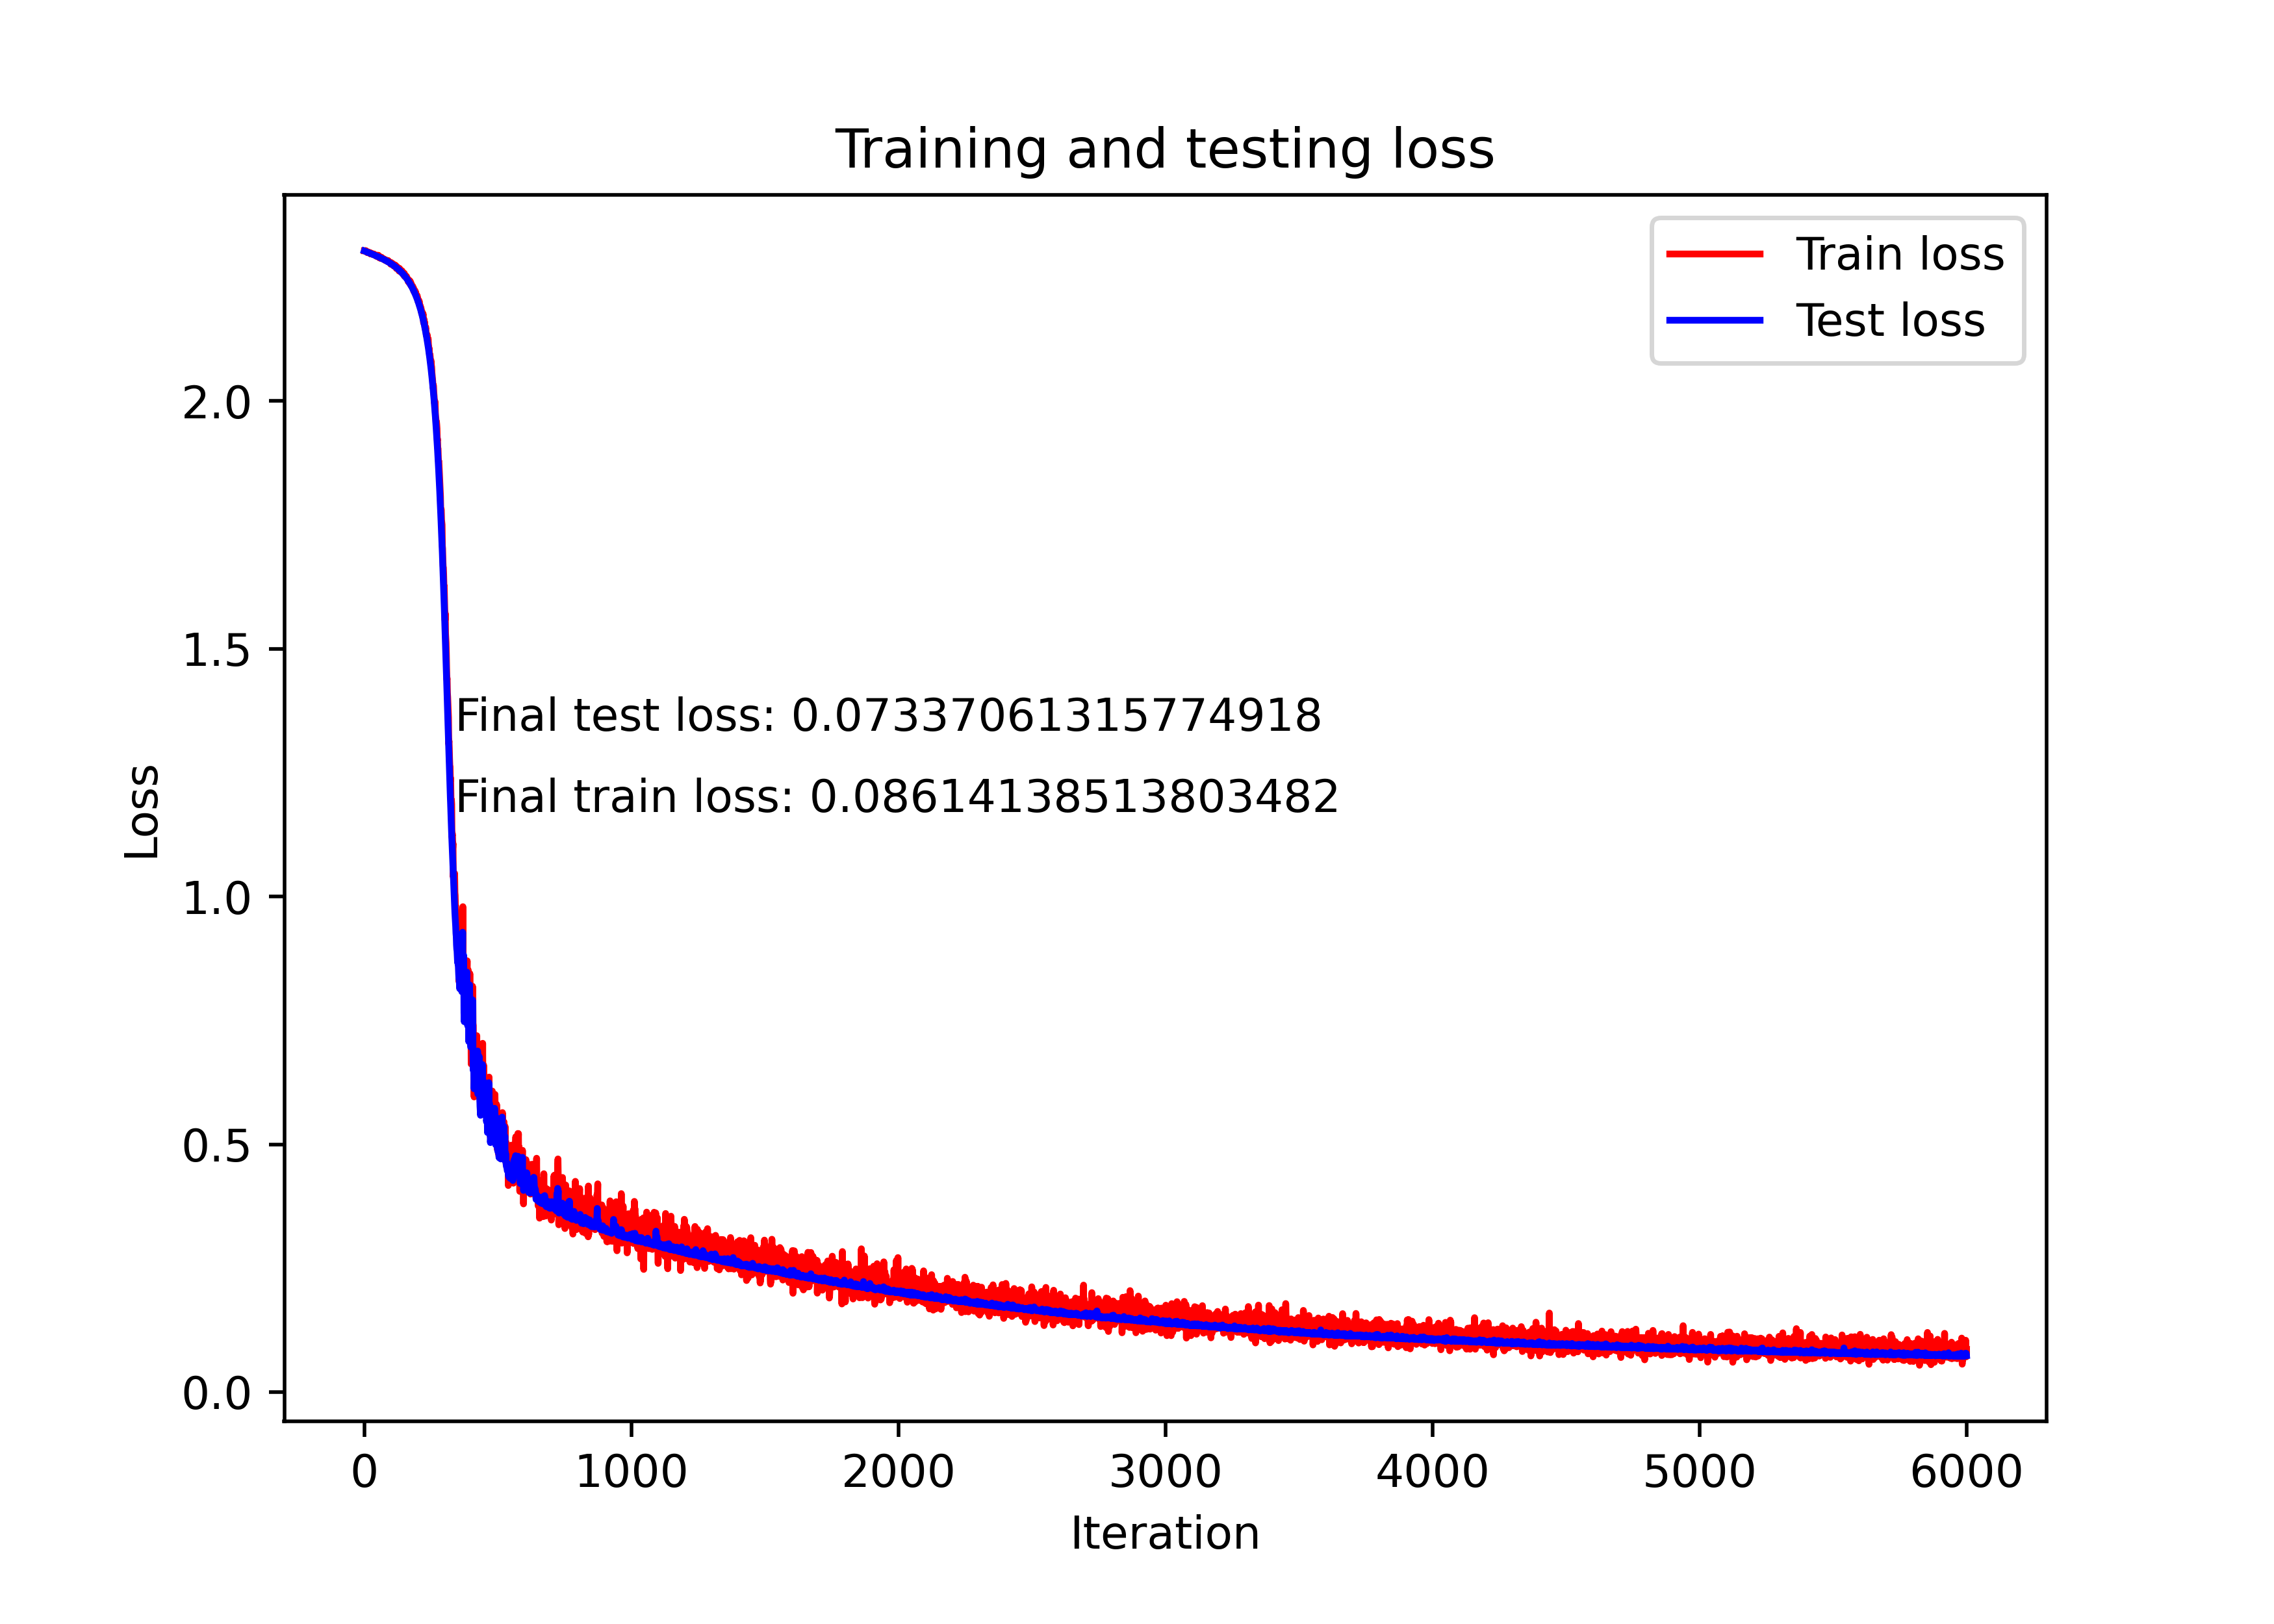 Training and testing loss
Train loss
Test loss
2.0
1.5
Final test loss: 0.07337061315774918
Final train loss: 0.08614138513803482
Loss
1.0
0.5
0.0
0 1000 2000 3000 4000 5000 6000
Iteration